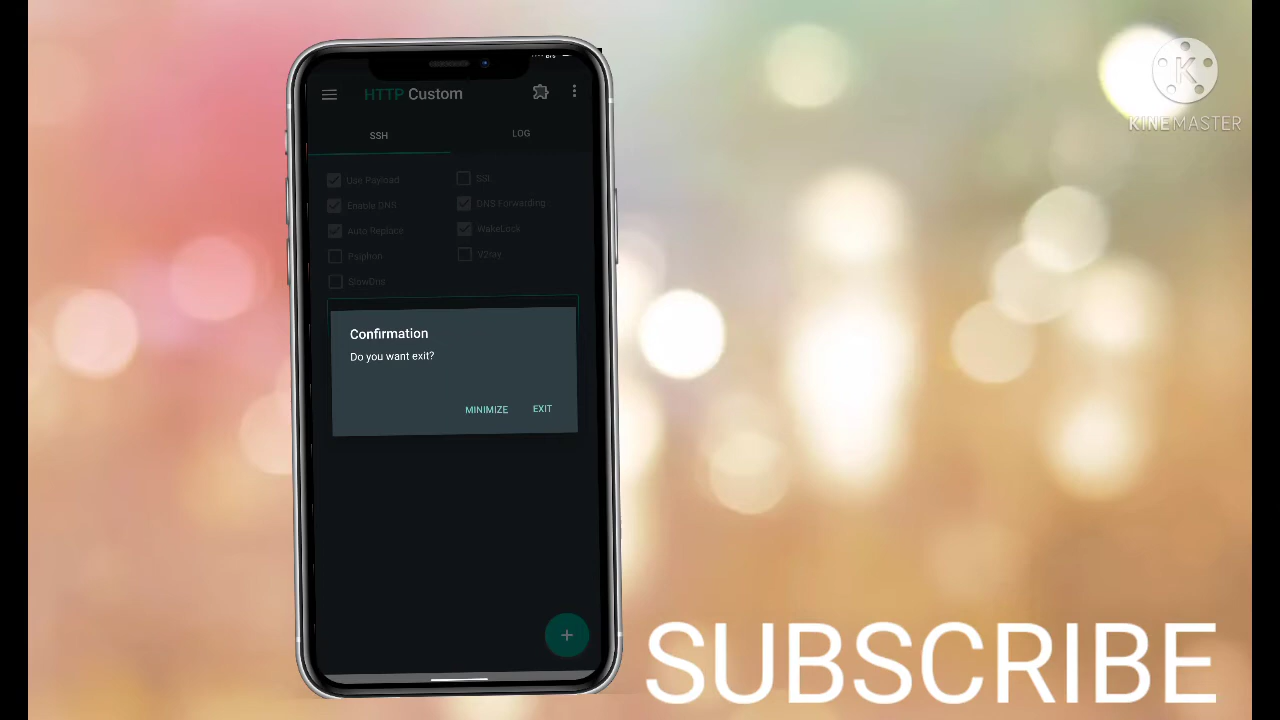 HTTP Custom
SSH
LOG
Use Payload
SSL
Enable DNS
DNS Forwarding
Auto Replace
WakeLock
Psiphon
V2ray
SlowDns
Confirmation
Do you want exit?
MINIMIZE
EXIT
K
KINEMASTER
SUBSCRIBE